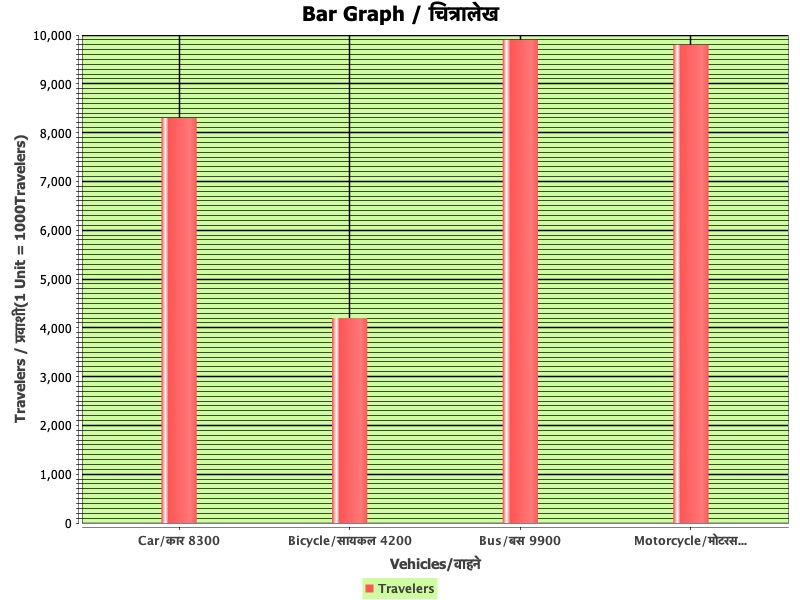 Bar Graph / चित्रालेख
Travelers / प्रवाशी(1 Unit = 1000Travelers)
10,000
9,000
8,000
7,000
6,000
5,000
4,000
3,000
2,000
1,000
0
Car/कार 8300
Bicycle/सायकल 4200
Bus/बस 9900
Motorcycle/मोटरस...
Vehicles/वाहने
Travelers